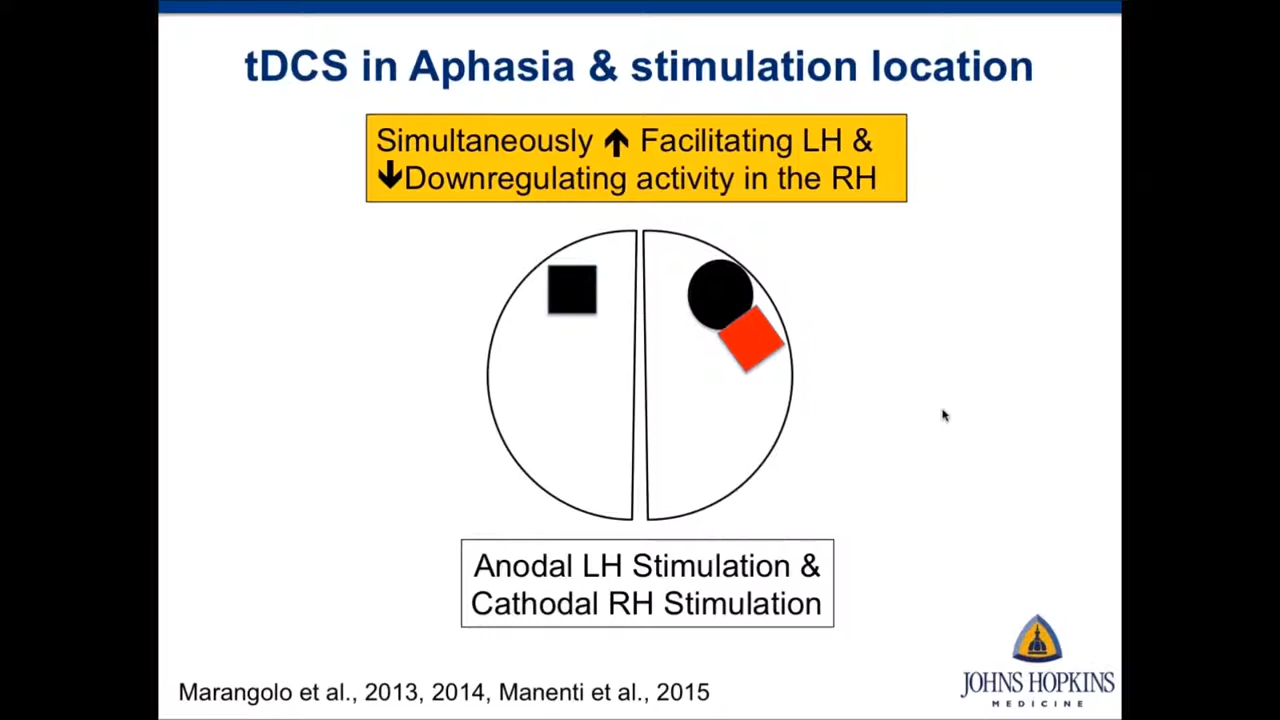 tDCS in Aphasia & stimulation location
Simultaneously ↑ Facilitating LH &
↓Downregulating activity in the RH
Anodal LH Stimulation &
Cathodal RH Stimulation
Marangolo et al., 2013, 2014, Manenti et al., 2015
JOHNS HOPKINS
MEDICINE